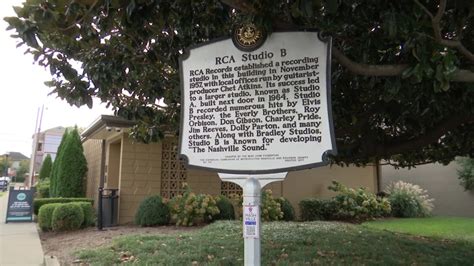 RCA Studio B
RCA Records established a recording
studio in this building in November
1957, with local offices run by guitarist-
producer Chet Atkins. Its success led
to a larger studio, known as Studio
A, built next door in 1964. Studio
B recorded numerous hits by Elvis
Presley, the Everly Brothers, Roy
Orbison, Don Gibson, Charley Pride,
Jim Reeves, Dolly Parton, and many
others. Along with Bradley Studios,
Studio B is known for developing
"The Nashville Sound."